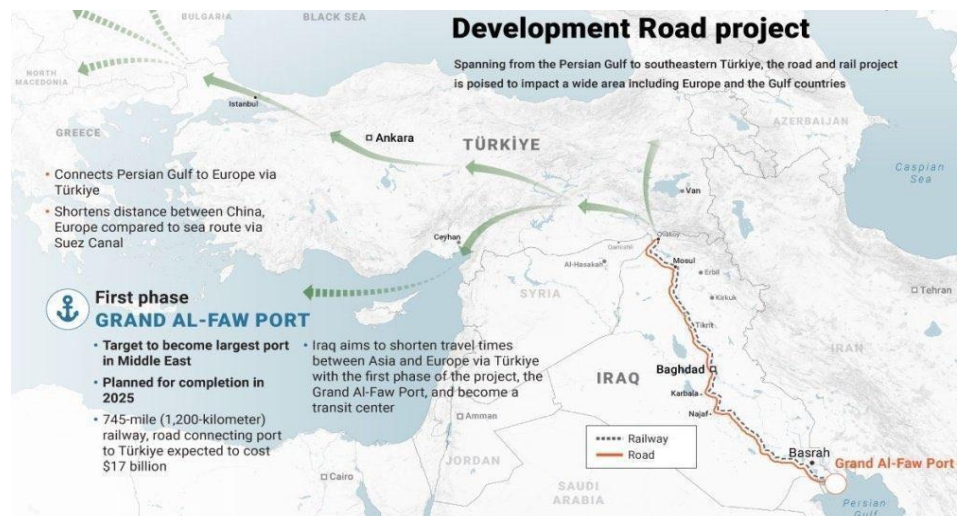 Development Road project
Spanning from the Persian Gulf to southeastern Türkiye, the road and rail project
is poised to impact a wide area including Europe and the Gulf countries
BULGARIA
BLACK SEA
NORTH
MACEDONIA
Istanbul
GREECE
Ankara
TÜRKİYE
AZERBAIJAN
Caspian
Sea
Van
• Connects Persian Gulf to Europe via
Türkiye
• Shortens distance between China,
Europe compared to sea route via
Suez Canal
Ceyhan
Ovaköy
Al-Hasakah
Mosul
Erbil
Kirkuk
Tehran
SYRIA
First phase
GRAND AL-FAW PORT
• Target to become largest port
in Middle East
• Planned for completion in
2025
• 745-mile (1,200-kilometer)
railway, road connecting port
to Türkiye expected to cost
$17 billion
• Iraq aims to shorten travel times
between Asia and Europe via Türkiye
with the first phase of the project, the
Grand Al-Faw Port, and become a
transit center
Tikrit
IRAN
IRAQ
Baghdad
Karbala
Najaf
Amman
JORDAN
Cairo
Railway
Road
SAUDI
ARABIA
Basrah
Grand Al-Faw Port
Persian
Gulf